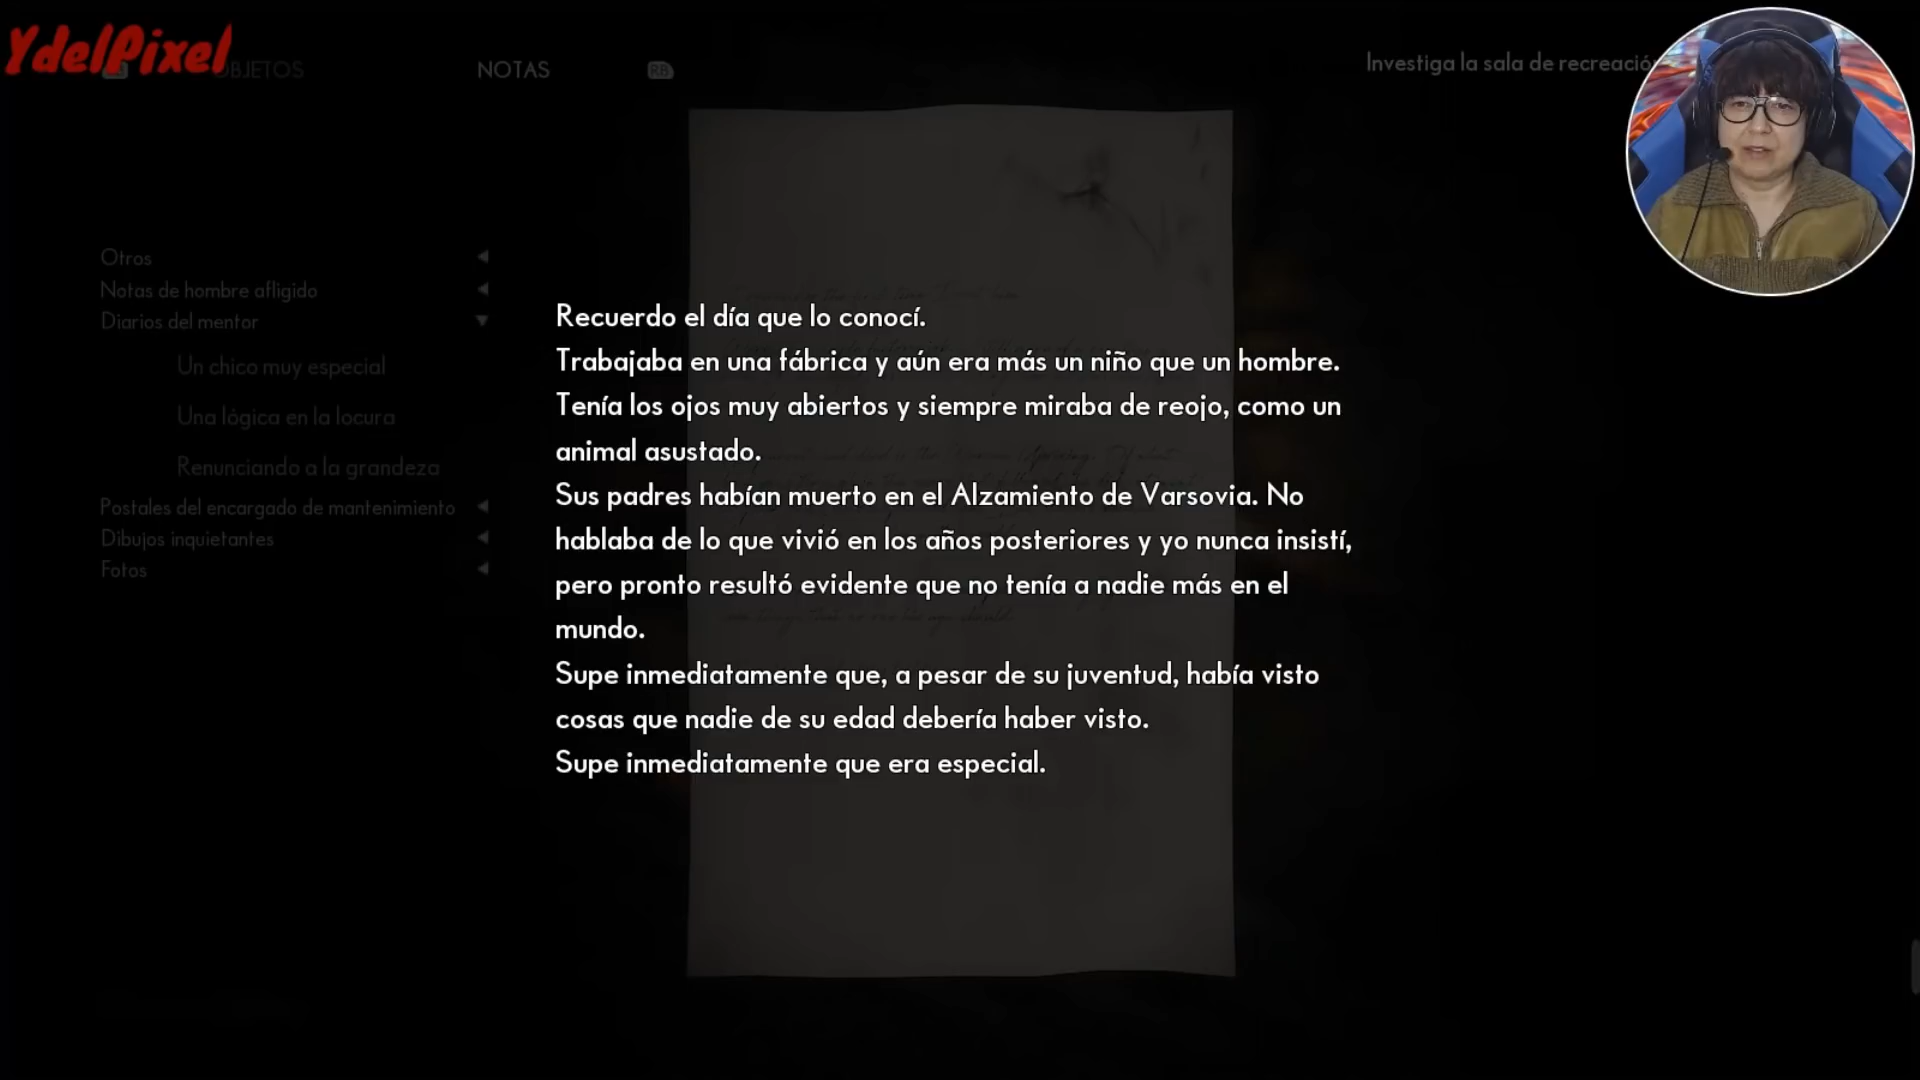 YdelPixel
OBJETOS
NOTAS
RB
Investiga la sala de recreación
Otros
Notas de hombre afligido
Diarios del mentor
Un chico muy especial
Una lógica en la locura
Renunciando a la grandeza
Postales del encargado de mantenimiento
Dibujos inquietantes
Fotos
Recuerdo el día que lo conocí.
Trabajaba en una fábrica y aún era más un niño que un hombre.
Tenía los ojos muy abiertos y siempre miraba de reojo, como un
animal asustado.
Sus padres habían muerto en el Alzamiento de Varsovia. No
hablaba de lo que vivió en los años posteriores y yo nunca insistí,
pero pronto resultó evidente que no tenía a nadie más en el
mundo.
Supe inmediatamente que, a pesar de su juventud, había visto
cosas que nadie de su edad debería haber visto.
Supe inmediatamente que era especial.